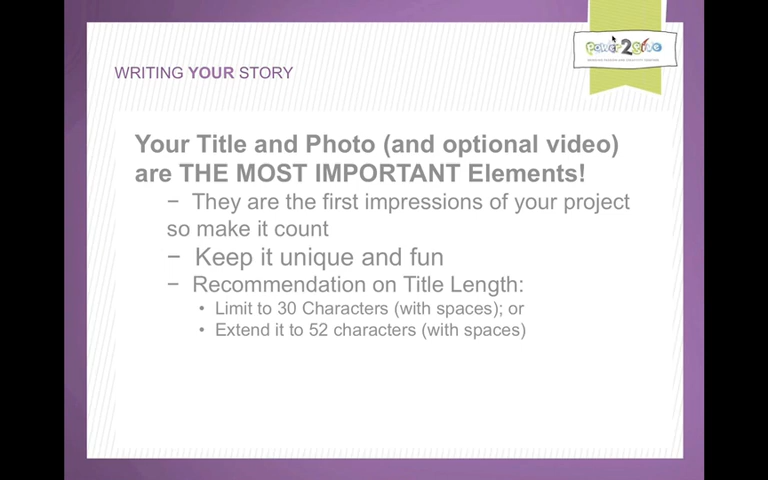 WRITING YOUR STORY
power2give
Your Title and Photo (and optional video)
are THE MOST IMPORTANT Elements!
− They are the first impressions of your project
so make it count
− Keep it unique and fun
− Recommendation on Title Length:
• Limit to 30 Characters (with spaces); or
• Extend it to 52 characters (with spaces)